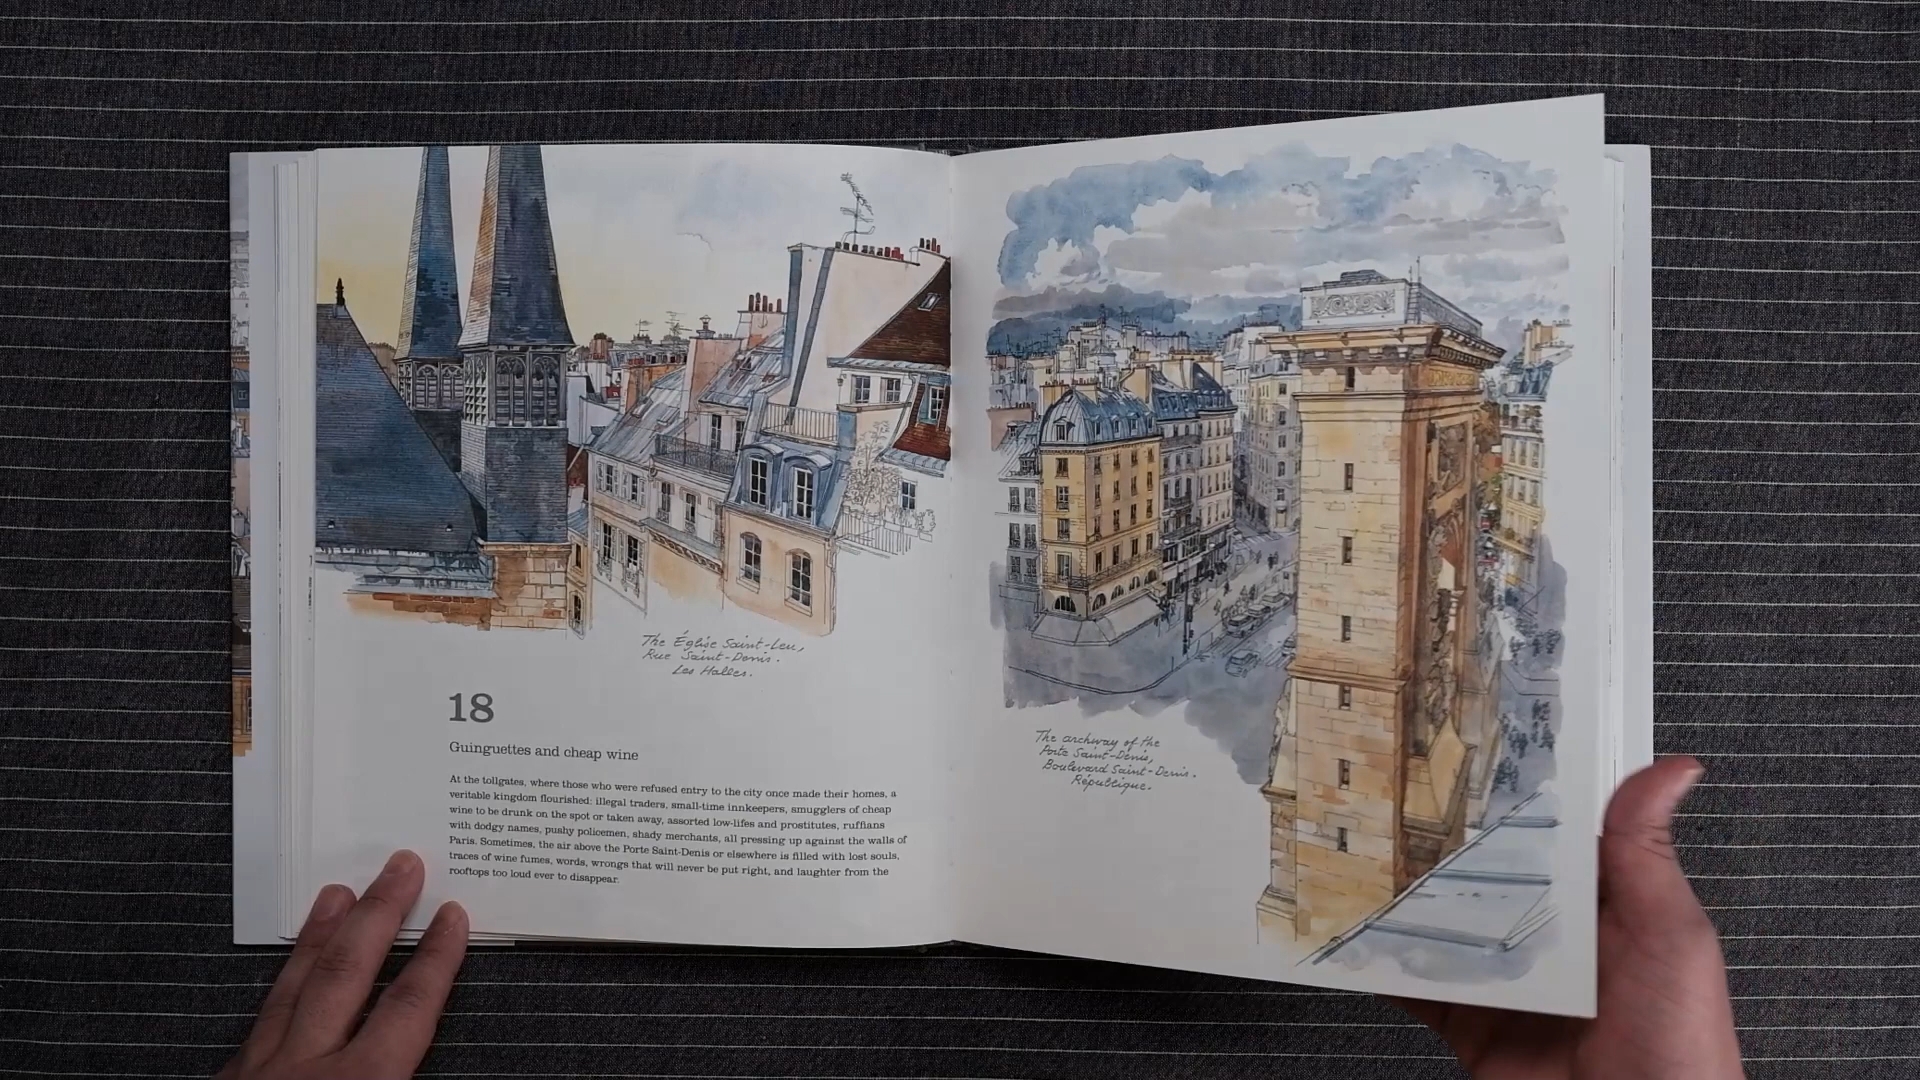 The Église Saint-Leu,
Rue Saint-Denis.
Les Halles.
18
Guinguettes and cheap wine
At the tollgates, where those who were refused entry to the city once made their homes, a
veritable kingdom flourished: illegal traders, small-time innkeepers, smugglers of cheap
wine to be drunk on the spot or taken away, assorted low-lifes and prostitutes, ruffians
with dodgy names, pushy policemen, shady merchants, all pressing up against the walls of
Paris. Sometimes, the air above the Porte Saint-Denis or elsewhere is filled with lost souls,
traces of wine fumes, words, wrongs that will never be put right, and laughter from the
rooftops too loud ever to disappear.
The archway of the
Porte Saint-Denis,
Boulevard Saint-Denis.
République.